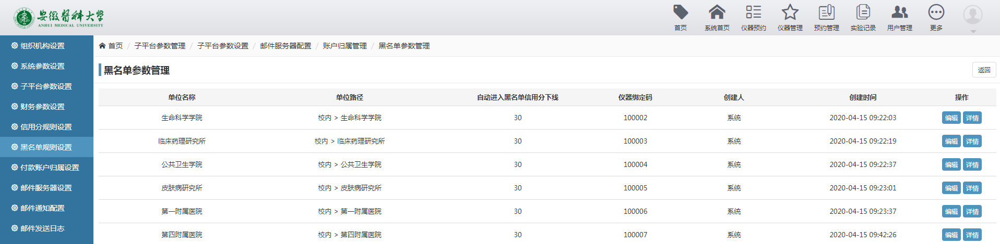 安徽医科大学
ANHUI MEDICAL UNIVERSITY
首页 系统首页 仪器预约 仪器管理 预约管理 实验记录 用户管理 更多
组织机构设置
系统参数设置
子平台参数设置
财务参数设置
信用分规则设置
黑名单规则设置
付款账户归属设置
邮件服务器设置
邮件通知配置
邮件发送日志
首页 / 子平台参数管理 / 子平台参数设置 / 邮件服务器配置 / 账户归属管理 / 黑名单参数管理
黑名单参数管理
返回
单位名称 单位路径 自动进入黑名单信用分下线 仪器绑定码 创建人 创建时间 操作
生命科学学院 校内 > 生命科学学院 30 100002 系统 2020-04-15 09:22:03 编辑 详情
临床药理研究所 校内 > 临床药理研究所 30 100003 系统 2020-04-15 09:22:19 编辑 详情
公共卫生学院 校内 > 公共卫生学院 30 100004 系统 2020-04-15 09:22:37 编辑 详情
皮肤病研究所 校内 > 皮肤病研究所 30 100005 系统 2020-04-15 09:23:01 编辑 详情
第一附属医院 校内 > 第一附属医院 30 100006 系统 2020-04-15 09:23:37 编辑 详情
第四附属医院 校内 > 第四附属医院 30 100007 系统 2020-04-15 09:42:26 编辑 详情